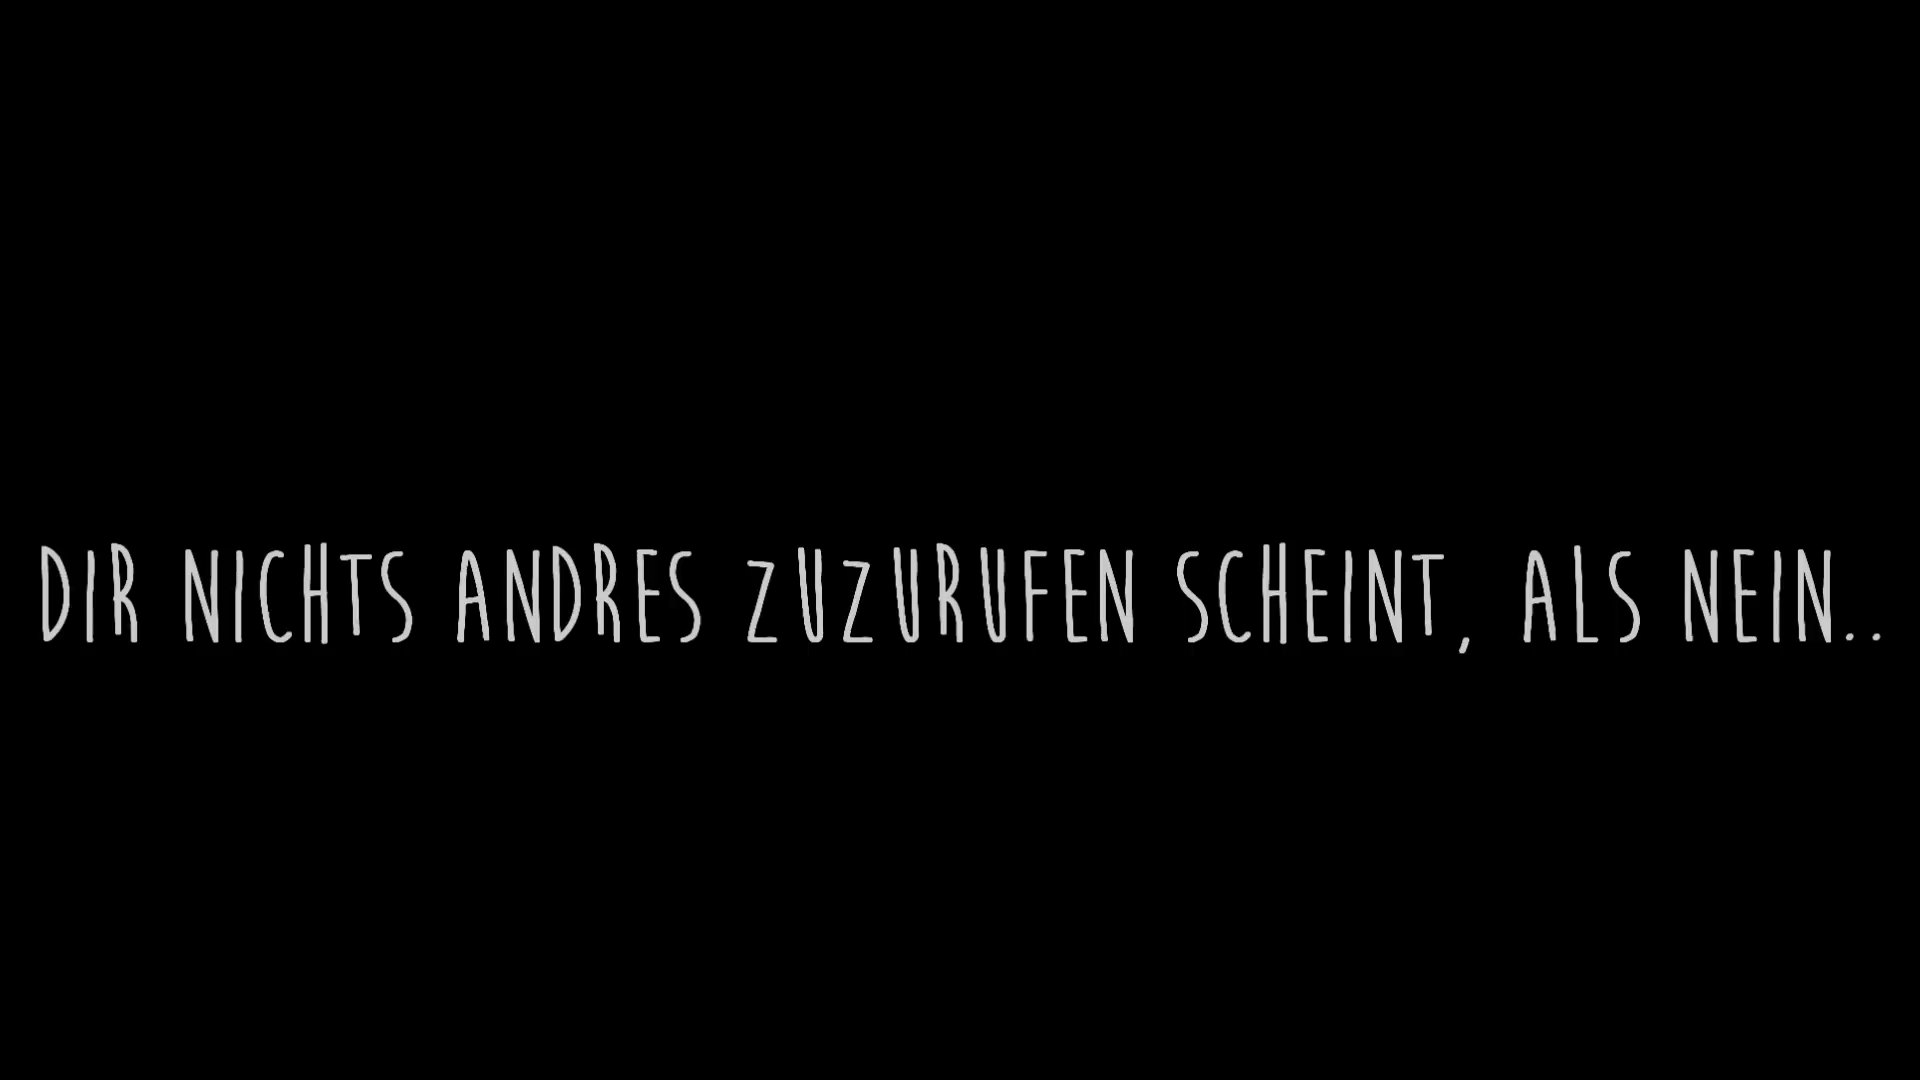 DIR NICHTS ANDRES ZUZURUFEN SCHEINT, ALS NEIN..